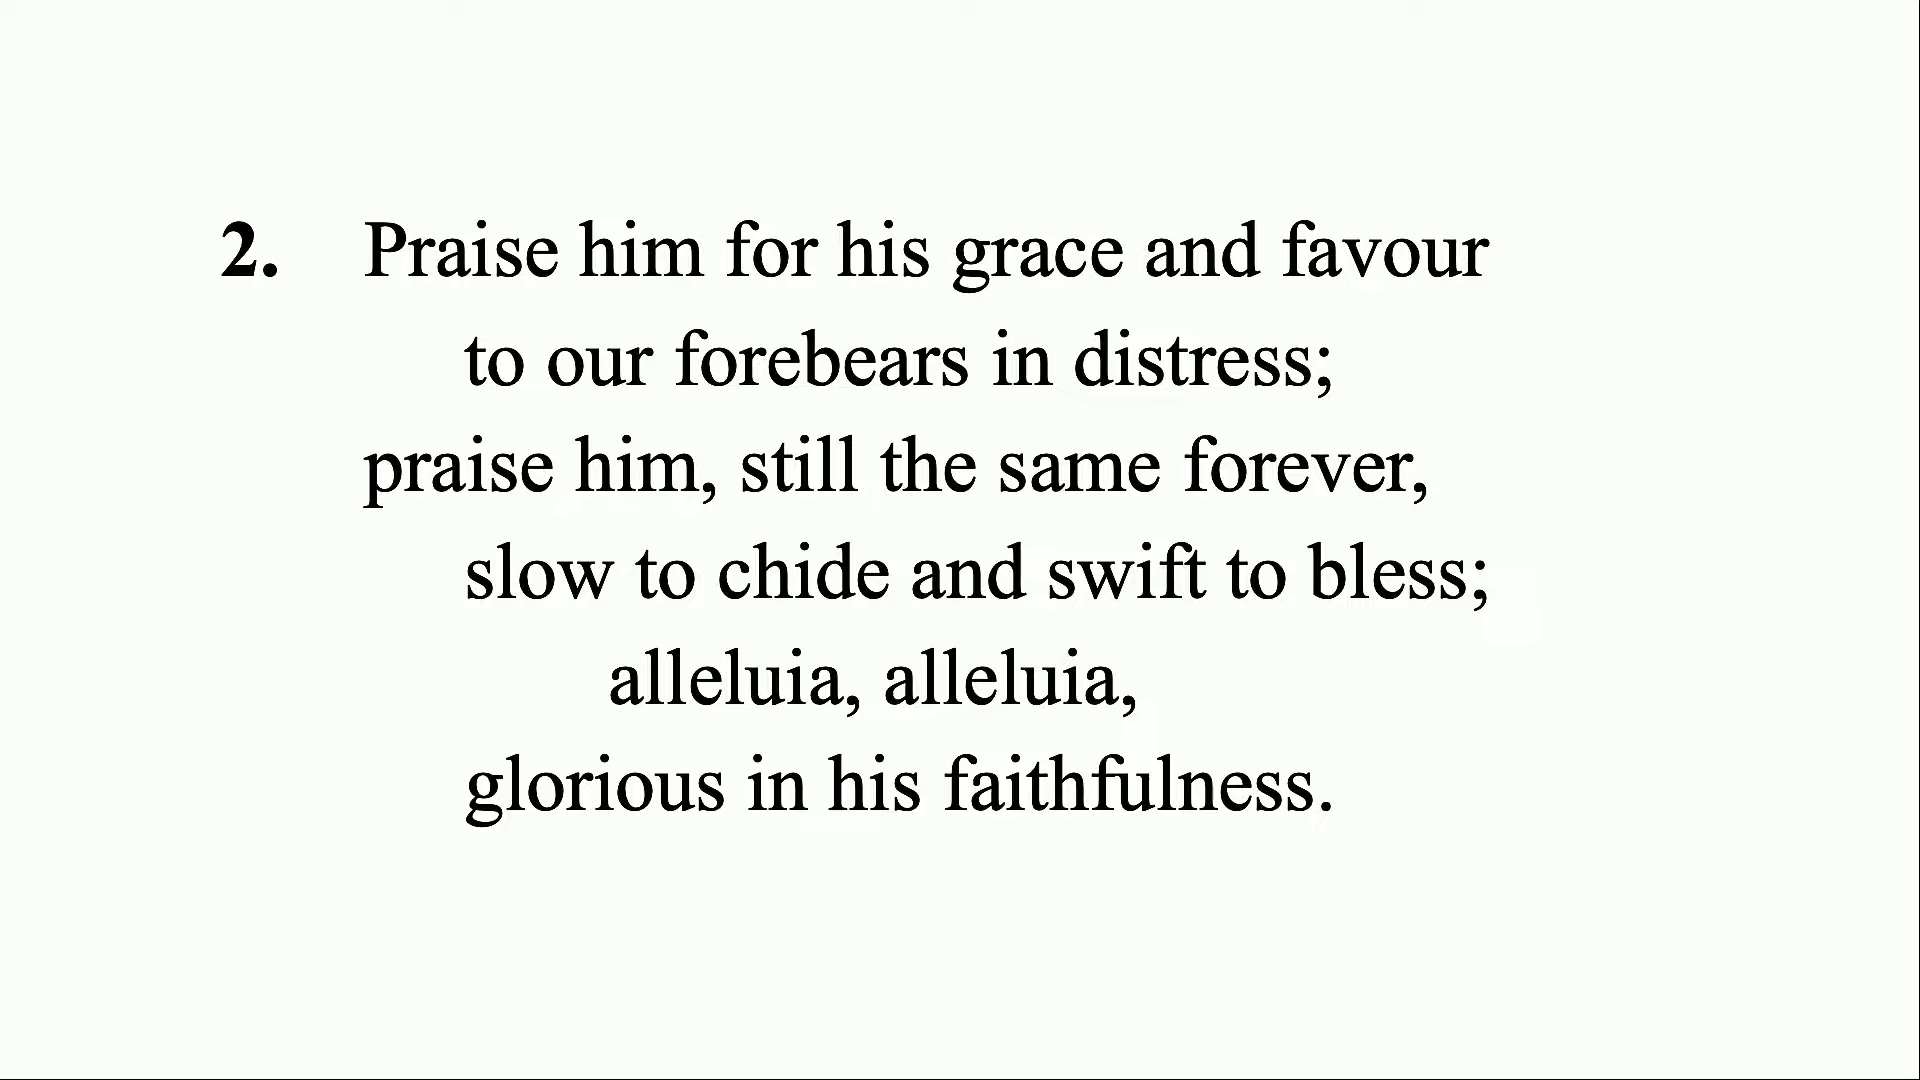 2. Praise him for his grace and favour
to our forebears in distress;
praise him, still the same forever,
slow to chide and swift to bless;
alleluia, alleluia,
glorious in his faithfulness.